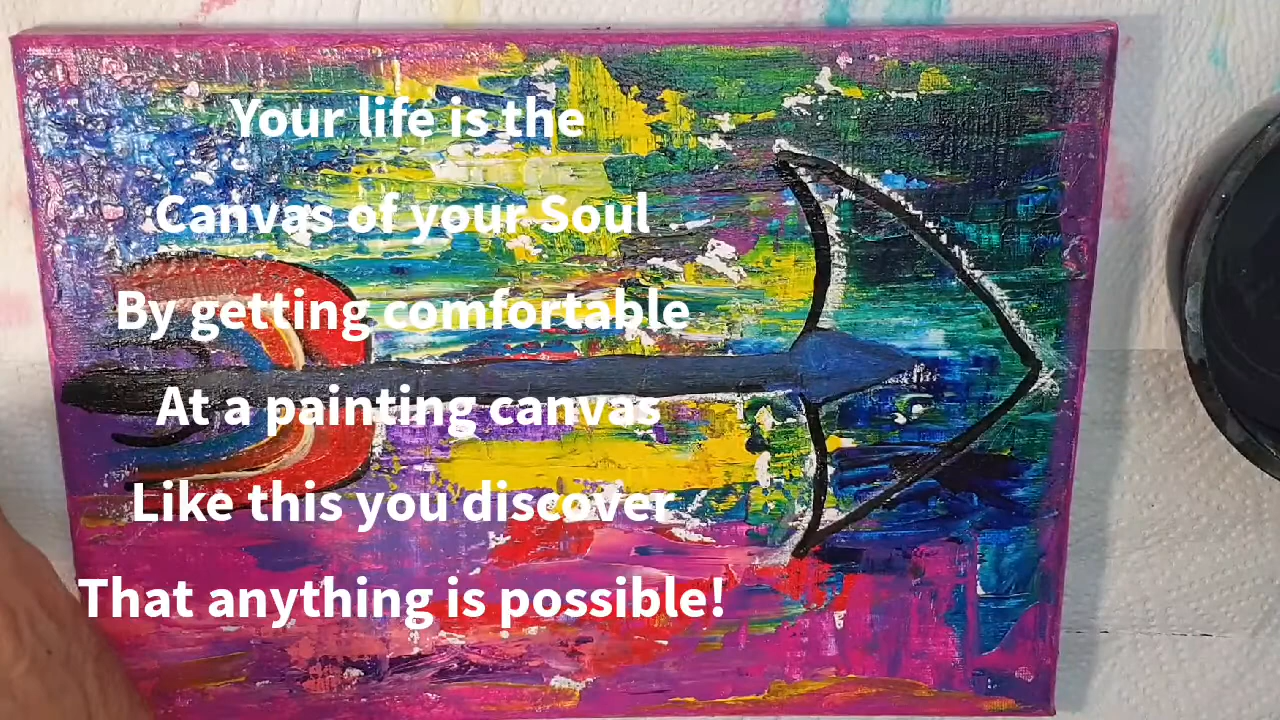 Your life is the
Canvas of your Soul
By getting comfortable
At a painting canvas
Like this you discover
That anything is possible!